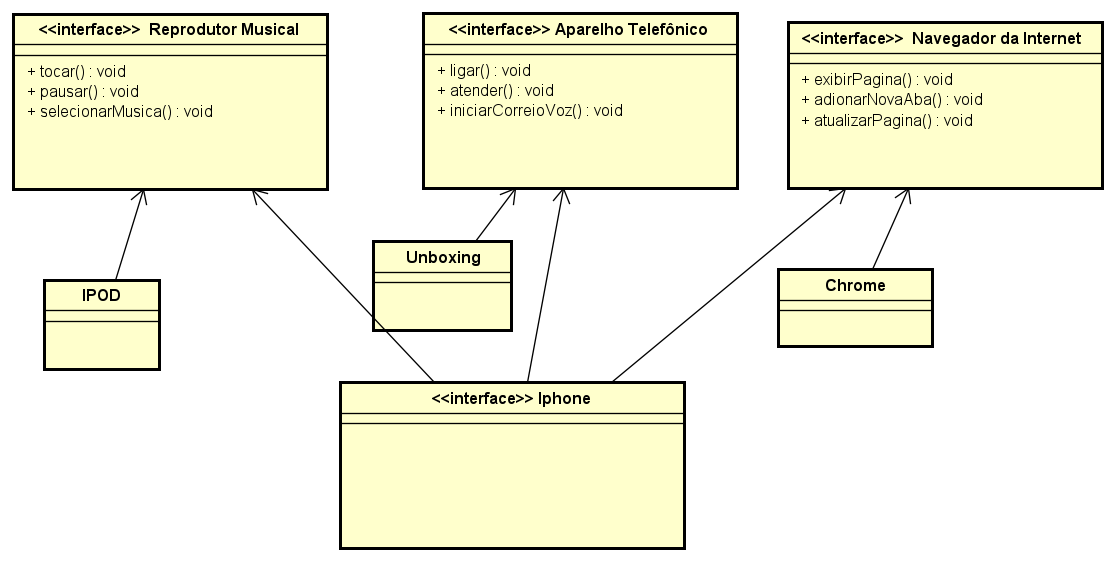 <<interface>> Reprodutor Musical
+ tocar() : void
+ pausar() : void
+ selecionarMusica() : void
<<interface>> Aparelho Telefônico
+ ligar() : void
+ atender() : void
+ iniciarCorreioVoz() : void
<<interface>> Navegador da Internet
+ exibirPagina() : void
+ adionarNovaAba() : void
+ atualizarPagina() : void
IPOD
Unboxing
Chrome
<<interface>> Iphone